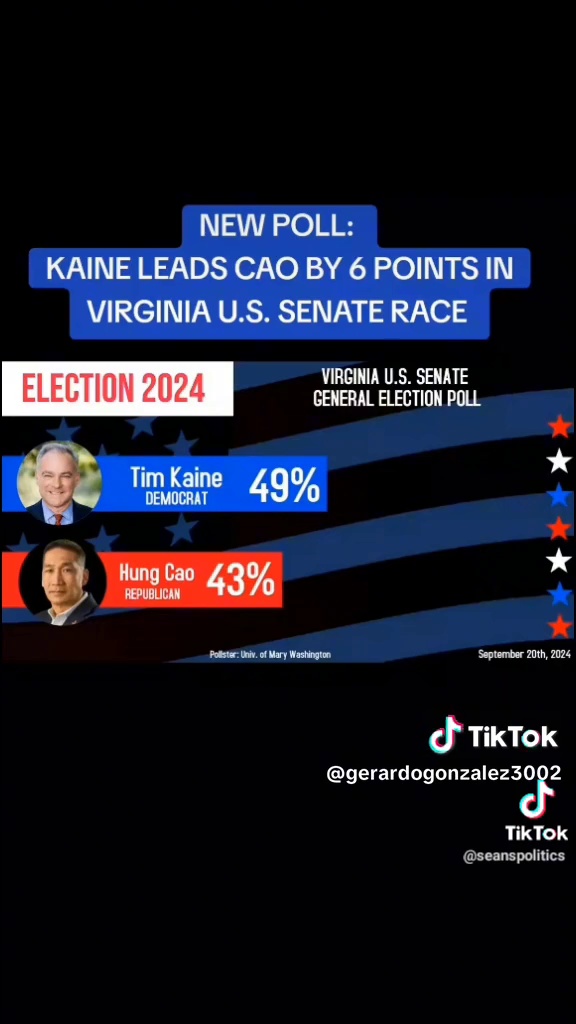 NEW POLL:
KAINE LEADS CAO BY 6 POINTS IN
VIRGINIA U.S. SENATE RACE
ELECTION 2024
VIRGINIA U.S. SENATE
GENERAL ELECTION POLL
Tim Kaine
DEMOCRAT
49%
Hung Cao
REPUBLICAN
43%
Pollster: Univ. of Mary Washington
September 20th, 2024
TikTok
@gerardogonzalez3002
TikTok
@seanspolitics